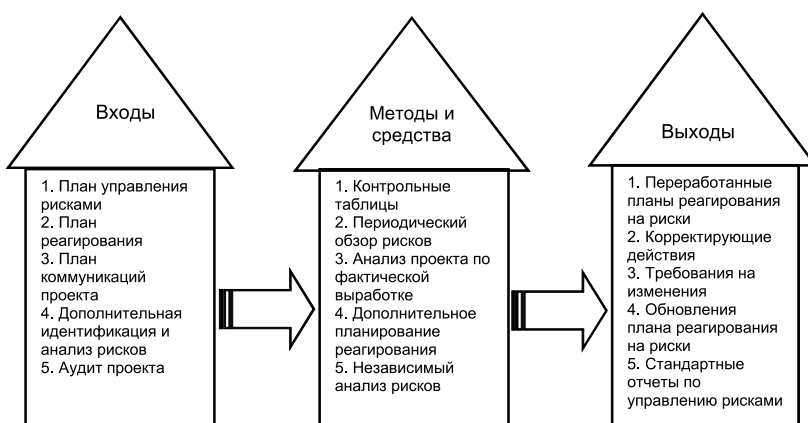 Входы
1. План управления
рисками
2. План
реагирования
3. План
коммуникаций
проекта
4. Дополнительная
идентификация и
анализ рисков
5. Аудит проекта
Методы и
средства
1. Контрольные
таблицы
2. Периодический
обзор рисков
3. Анализ проекта по
фактической
выработке
4. Дополнительное
планирование
реагирования
5. Независимый
анализ рисков
Выходы
1. Переработанные
планы реагирования
на риски
2. Корректирующие
действия
3. Требования на
изменения
4. Обновления
плана реагирования
на риски
5. Стандартные
отчеты по
управлению рисками